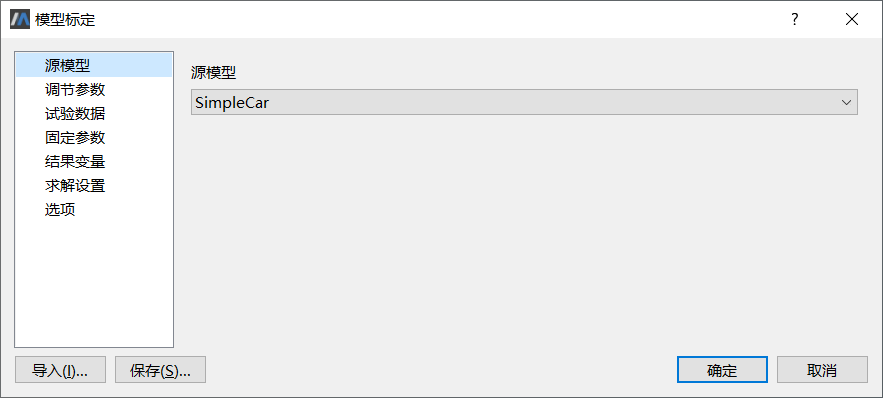 模型标定
?
源模型
调节参数
试验数据
固定参数
结果变量
求解设置
选项
源模型
SimpleCar
导入(I)...
保存(S)...
确定
取消